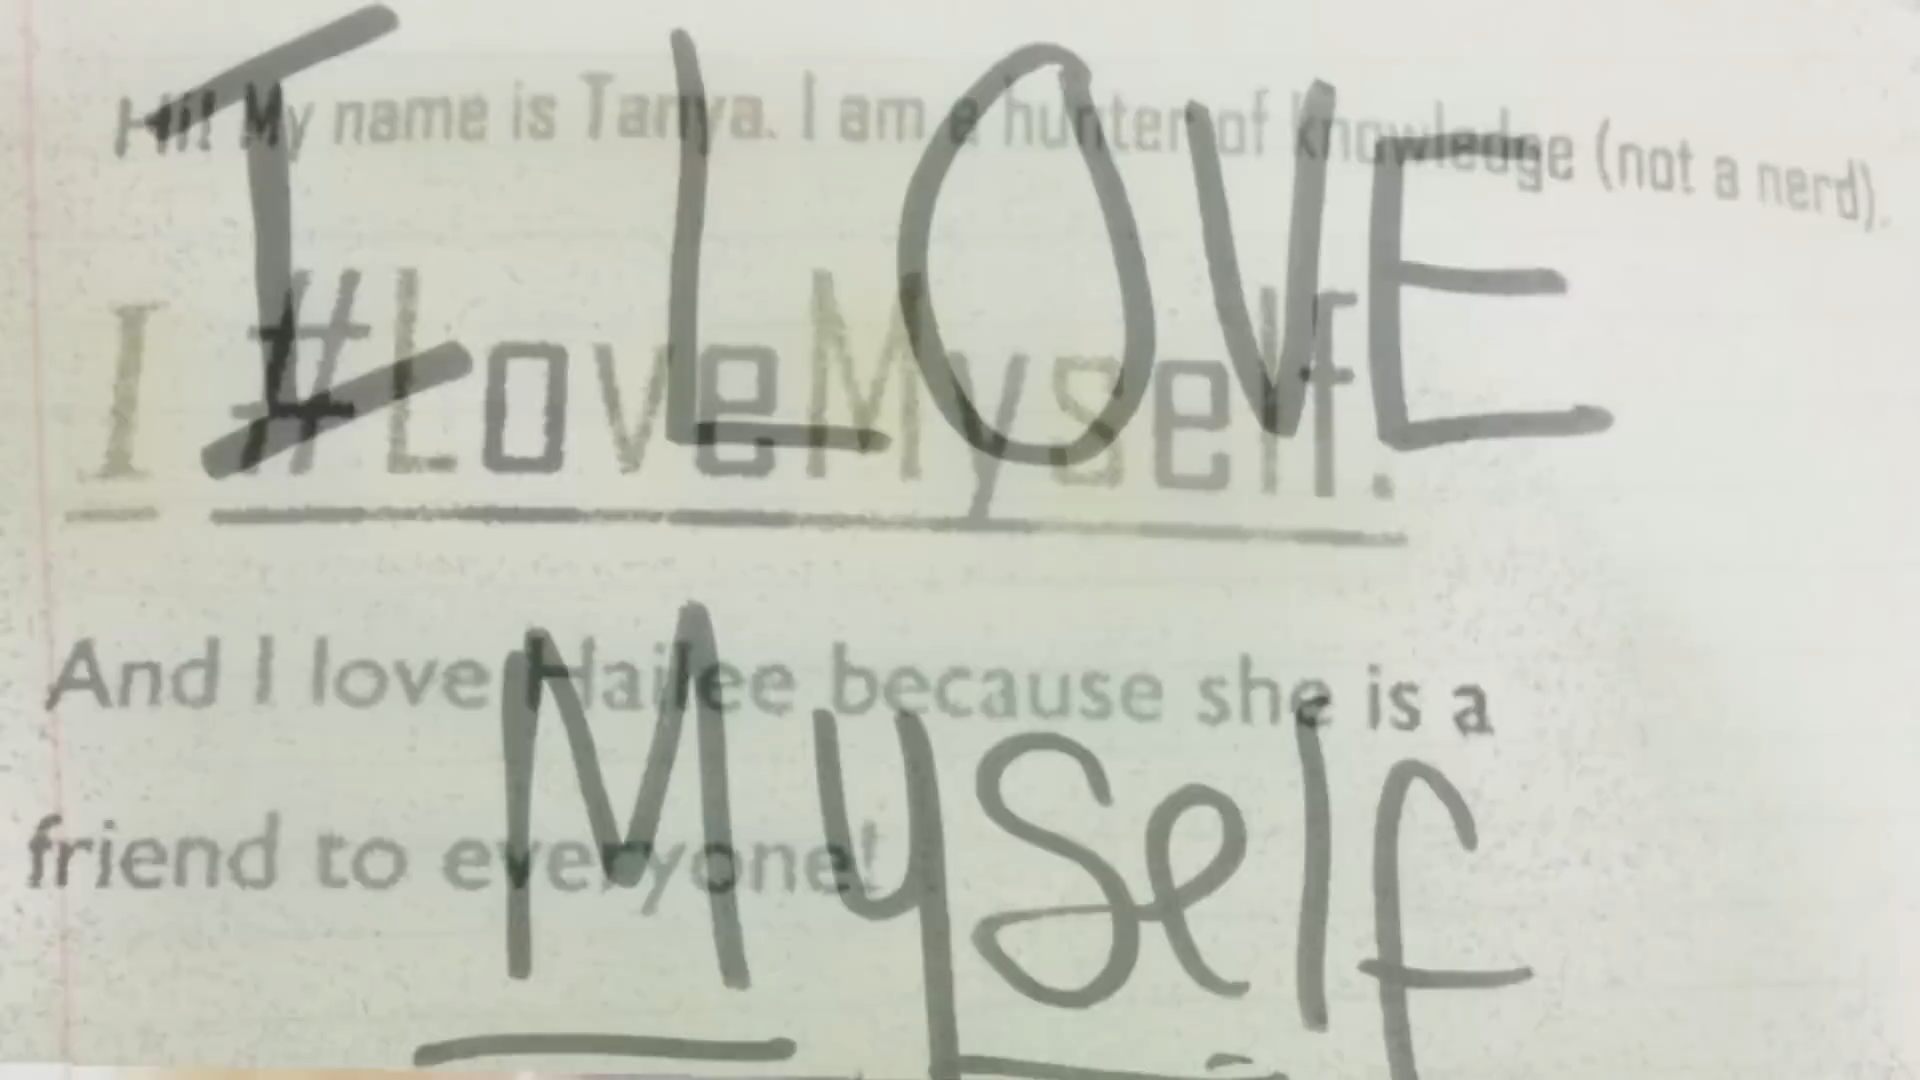 Hi! My name is Tanya. I am a hunter of knowledge (not a nerd).
I #LoveMyself.
And I love Hailee because she is a
friend to everyone!
I LOVE
Myself